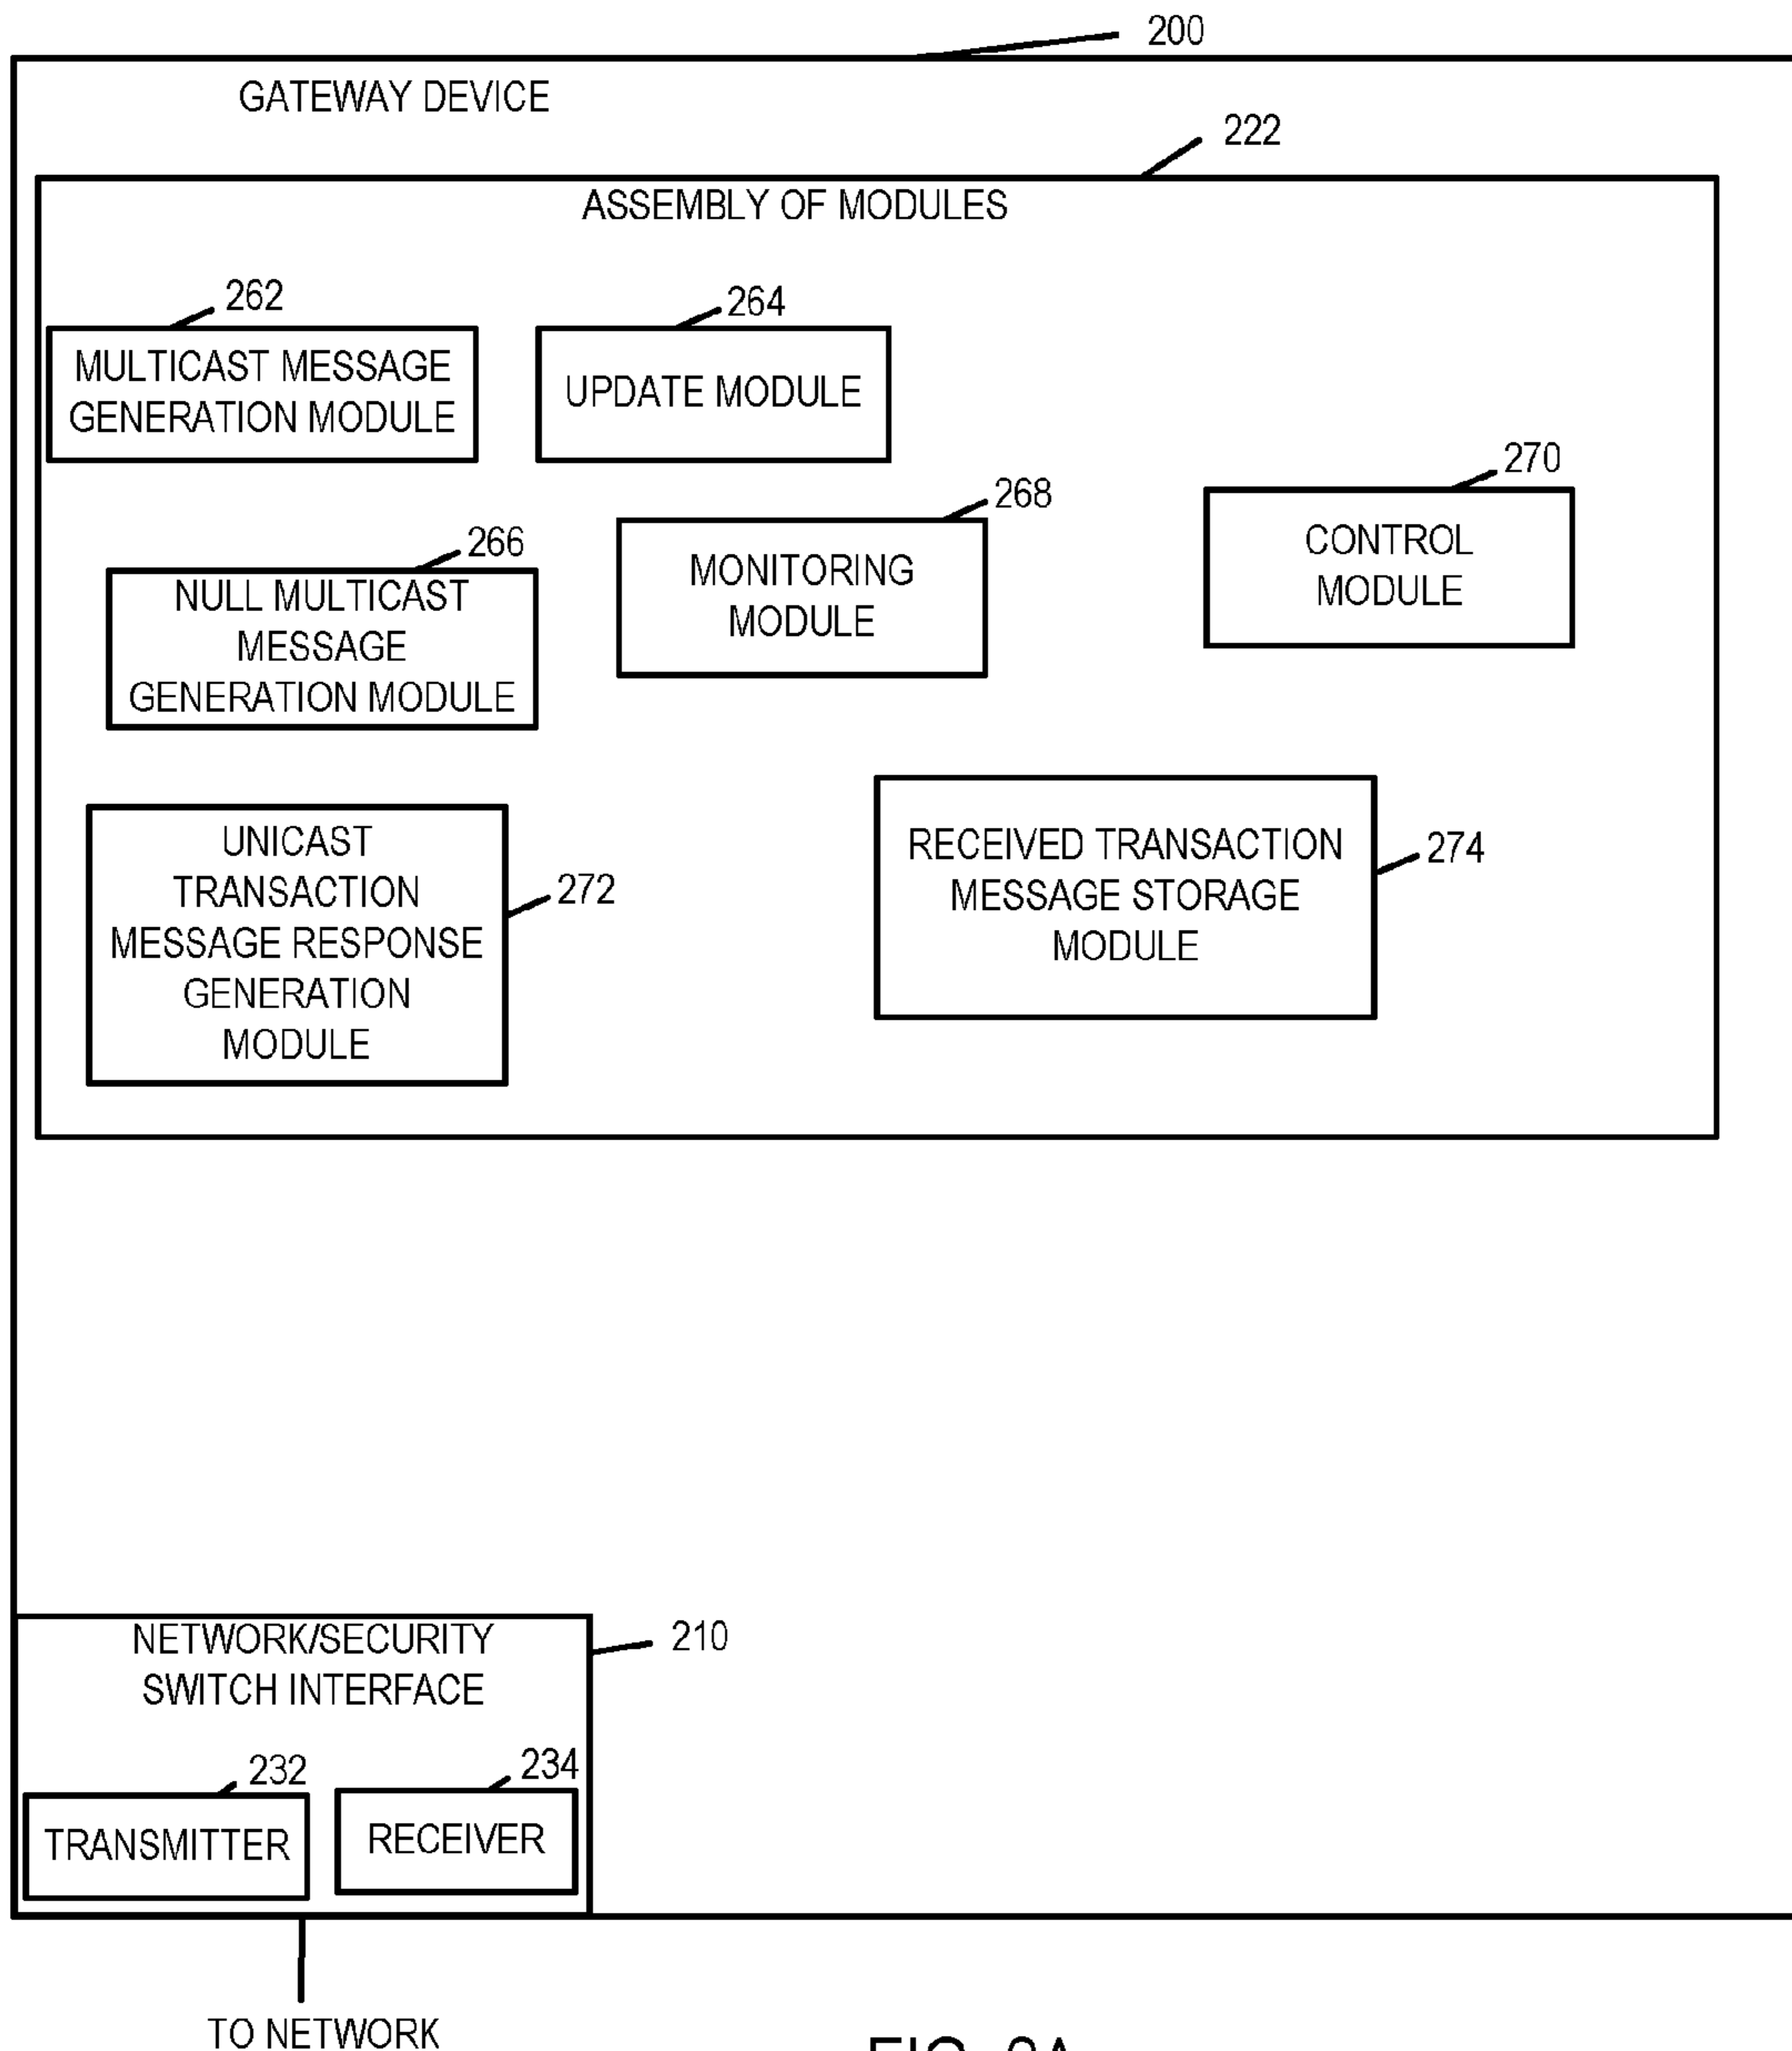 200
GATEWAY DEVICE
222
ASSEMBLY OF MODULES
262
MULTICAST MESSAGE
GENERATION MODULE
264
UPDATE MODULE
266
NULL MULTICAST
MESSAGE
GENERATION MODULE
268
MONITORING
MODULE
270
CONTROL
MODULE
UNICAST
TRANSACTION
MESSAGE RESPONSE
GENERATION
MODULE
272
RECEIVED TRANSACTION
MESSAGE STORAGE
MODULE
274
NETWORK/SECURITY
SWITCH INTERFACE
210
232
TRANSMITTER
234
RECEIVER
TO NETWORK
FIG.